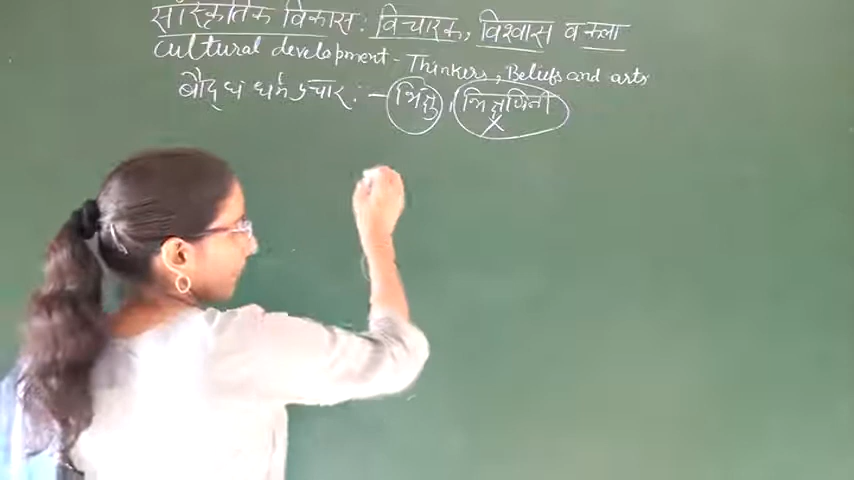 सांस्कृतिक विकास: विचारक, विश्वास व कला
Cultural development - Thinkers, Beliefs and arts
बौद्ध धर्म प्रचार: - भिक्षु, भिक्षुणिनी
X